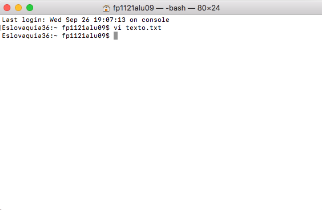 fp1121alu09 — -bash — 80×24
Last login: Wed Sep 26 19:07:13 on console
Eslovaquia36:~ fp1121alu09$ vi texto.txt
Eslovaquia36:~ fp1121alu09$